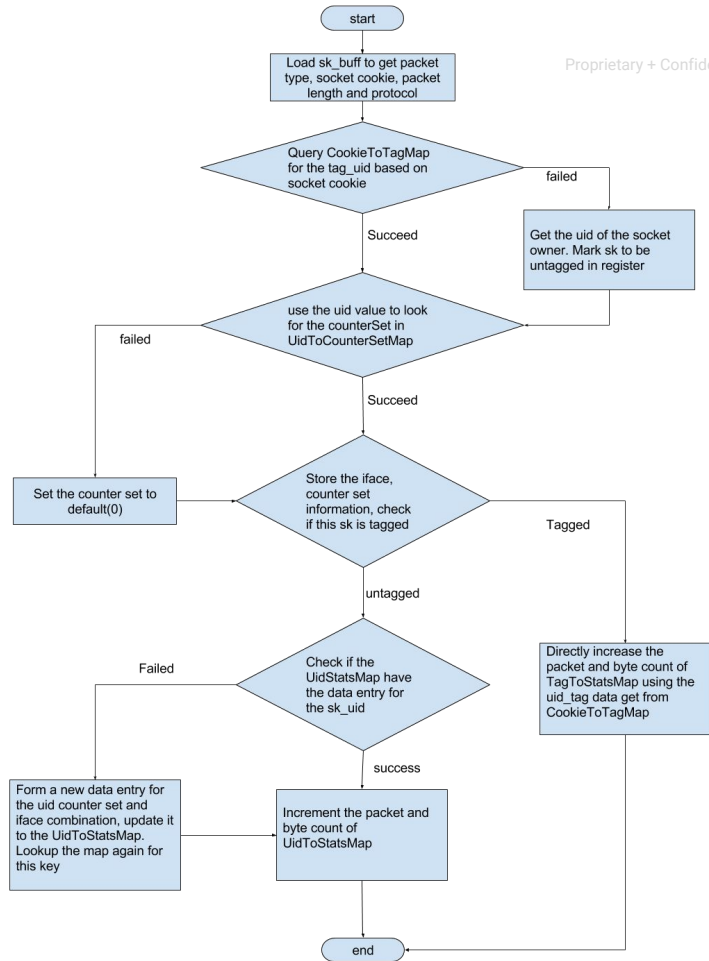 start
Proprietary + Confide
Load sk_buff to get packet
type, socket cookie, packet
length and protocol
Query CookieToTagMap
for the tag_uid based on
socket cookie
failed
Succeed
Get the uid of the socket
owner. Mark sk to be
untagged in register
use the uid value to look
for the counterSet in
UidToCounterSetMap
failed
Succeed
Set the counter set to
default(0)
Store the iface,
counter set
information, check
if this sk is tagged
Tagged
untagged
Check if the
UidStatsMap have
the data entry for
the sk_uid
Failed
Directly increase the
packet and byte count of
TagToStatsMap using the
uid_tag data get from
CookieToTagMap
success
Form a new data entry for
the uid counter set and
iface combination, update it
to the UidToStatsMap.
Lookup the map again for
this key
Increment the packet and
byte count of
UidToStatsMap
end